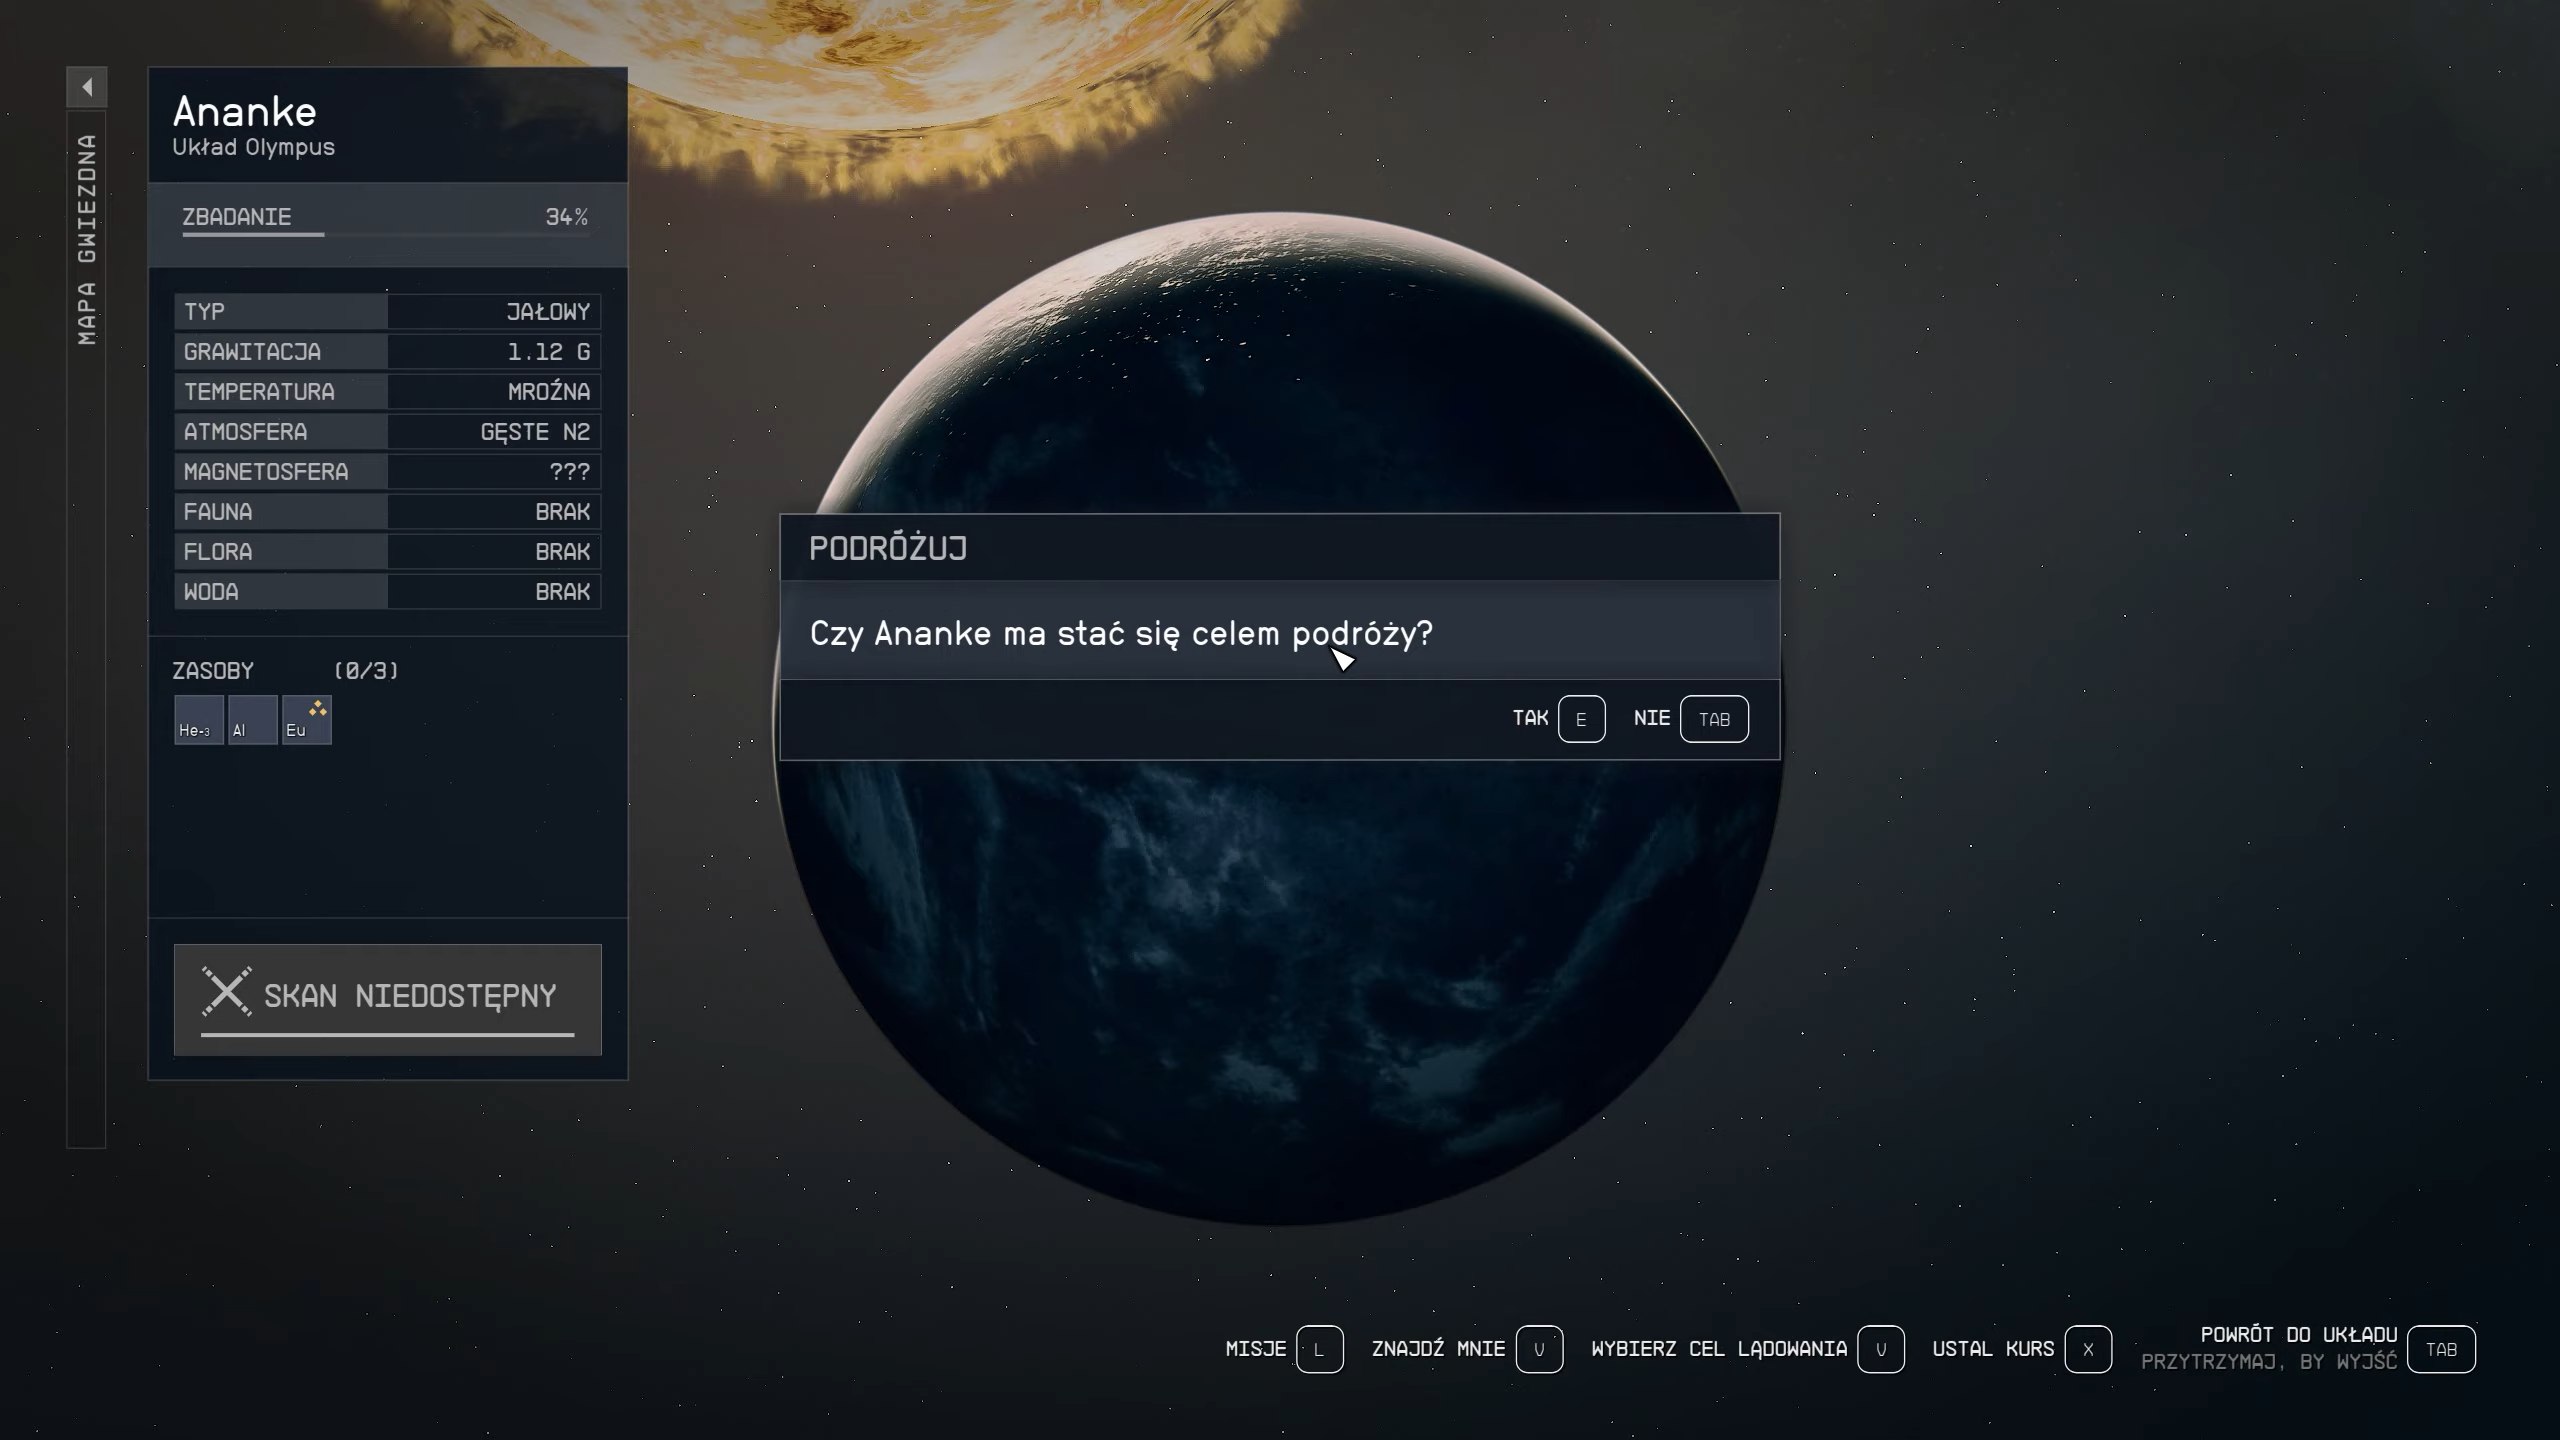 MAPA GWIEZDNA
Ananke
Układ Olympus
ZBADANIE 34%
TYP JAŁOWY
GRAWITACJA 1.12 G
TEMPERATURA MROŹNA
ATMOSFERA GĘSTE N2
MAGNETOSFERA ???
FAUNA BRAK
FLORA BRAK
WODA BRAK
ZASOBY (0/3)
He-3 Al Eu
SKAN NIEDOSTĘPNY
PODRÓŻUJ
Czy Ananke ma stać się celem podróży?
TAK E NIE TAB
MISJE L ZNAJDŹ MNIE V WYBIERZ CEL LĄDOWANIA V USTAL KURS X POWRÓT DO UKŁADU TAB
PRZYTRZYMAJ, BY WYJŚĆ